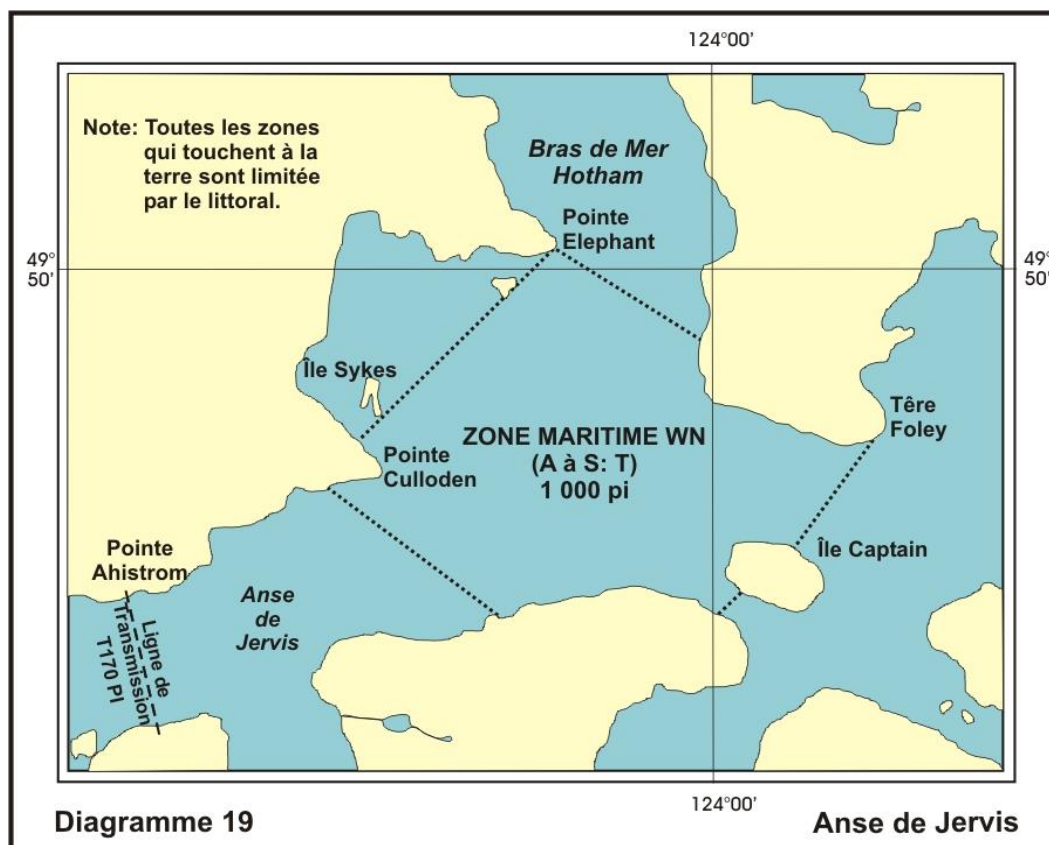 124°00'
Note: Toutes les zones
qui touchent à la
terre sont limitée
par le littoral.
Bras de Mer
Hotham
Pointe
Elephant
49°
50'
49°
50'
Île Sykes
Têre
Foley
ZONE MARITIME WN
(A à S: T)
1 000 pi
Pointe
Culloden
Île Captain
Pointe
Ahistrom
Anse
de
Jervis
Ligne de
Transmission
T170 PI
124°00'
Diagramme 19
Anse de Jervis